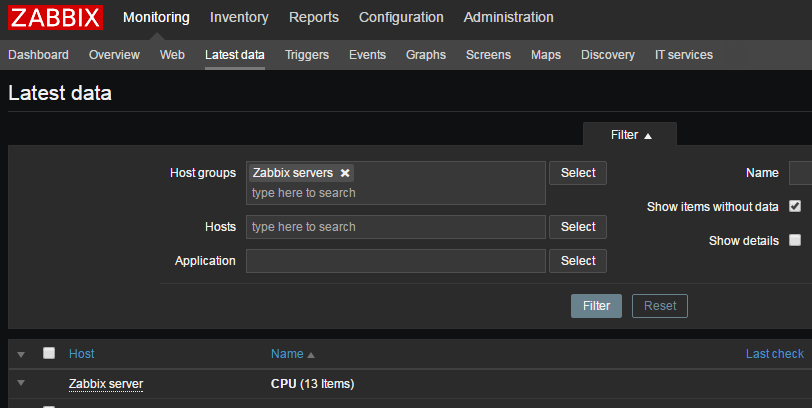 ZABBIX Monitoring Inventory Reports Configuration Administration
Dashboard Overview Web Latest data Triggers Events Graphs Screens Maps Discovery IT services
Latest data
Filter
Host groups Zabbix servers Select Name
type here to search
Show items without data
Hosts type here to search Select
Show details
Application Select
Filter Reset
Host Name Last check
Zabbix server CPU (13 Items)